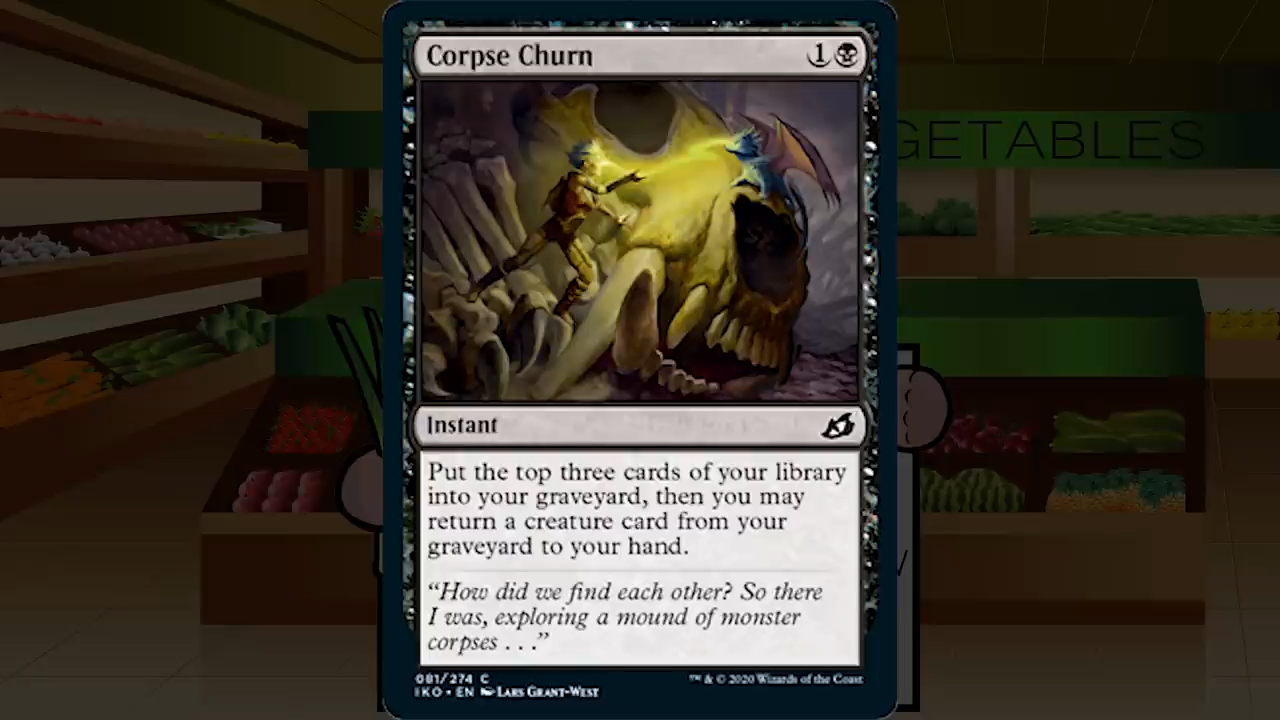 Corpse Churn 1
GETABLES
Instant
Put the top three cards of your library
into your graveyard, then you may
return a creature card from your
graveyard to your hand.
“How did we find each other? So there
I was, exploring a mound of monster
corpses . . .”
081/274 C
IKO • EN Lars Grant-West
™ & © 2020 Wizards of the Coast